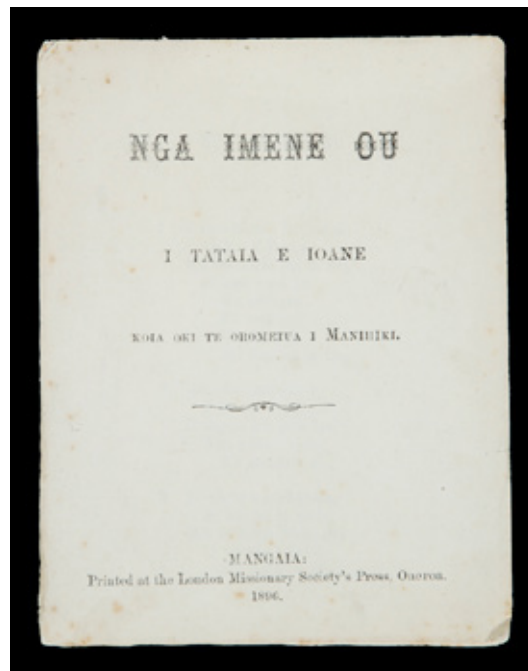 NGA IMENE OU
I TATAIA E IOANE
KOIA OKI TE OROMETUA I MANIHIKI.
MANGAIA:
Printed at the London Missionary Society's Press, Oneroa.
1896.